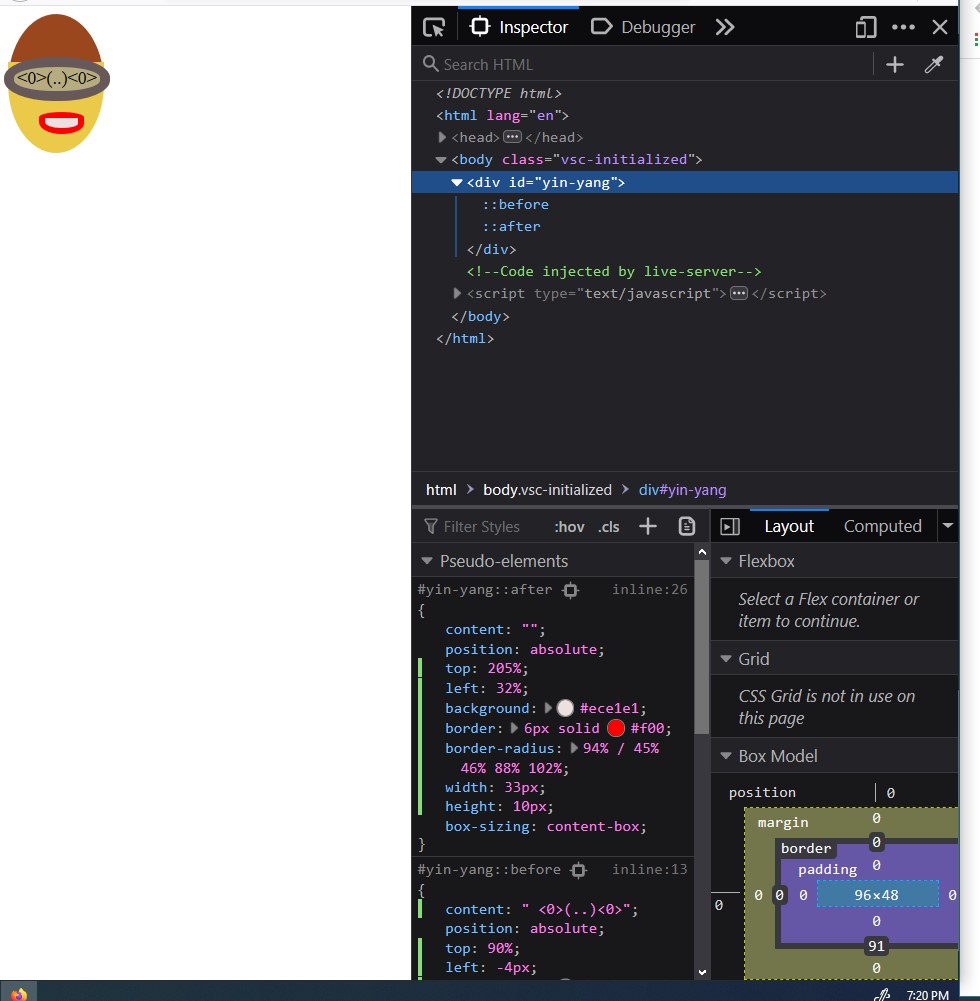 Inspector
Debugger
<0>(..)<0>
Search HTML
<!DOCTYPE html>
<html lang="en">
<head> ••• </head>
<body class="vsc-initialized">
<div id="yin-yang">
::before
::after
</div>
<!--Code injected by live-server-->
<script type="text/javascript"> ••• </script>
</body>
</html>
html > body.vsc-initialized > div#yin-yang
Filter Styles :hov .cls +
Pseudo-elements
#yin-yang::after inline:26
{
content: "";
position: absolute;
top: 205%;
left: 32%;
background: #ece1e1;
border: 6px solid #f00;
border-radius: 94% / 45%
46% 88% 102%;
width: 33px;
height: 10px;
box-sizing: content-box;
}
#yin-yang::before inline:13
{
content: " <0>(..)<0>";
position: absolute;
top: 90%;
left: -4px;
Layout Computed
Flexbox
Select a Flex container or
item to continue.
Grid
CSS Grid is not in use on
this page
Box Model
position 0
margin 0
border 0
padding 0
0 0 0 0 96×48 0
0
91
0
7:20 PM